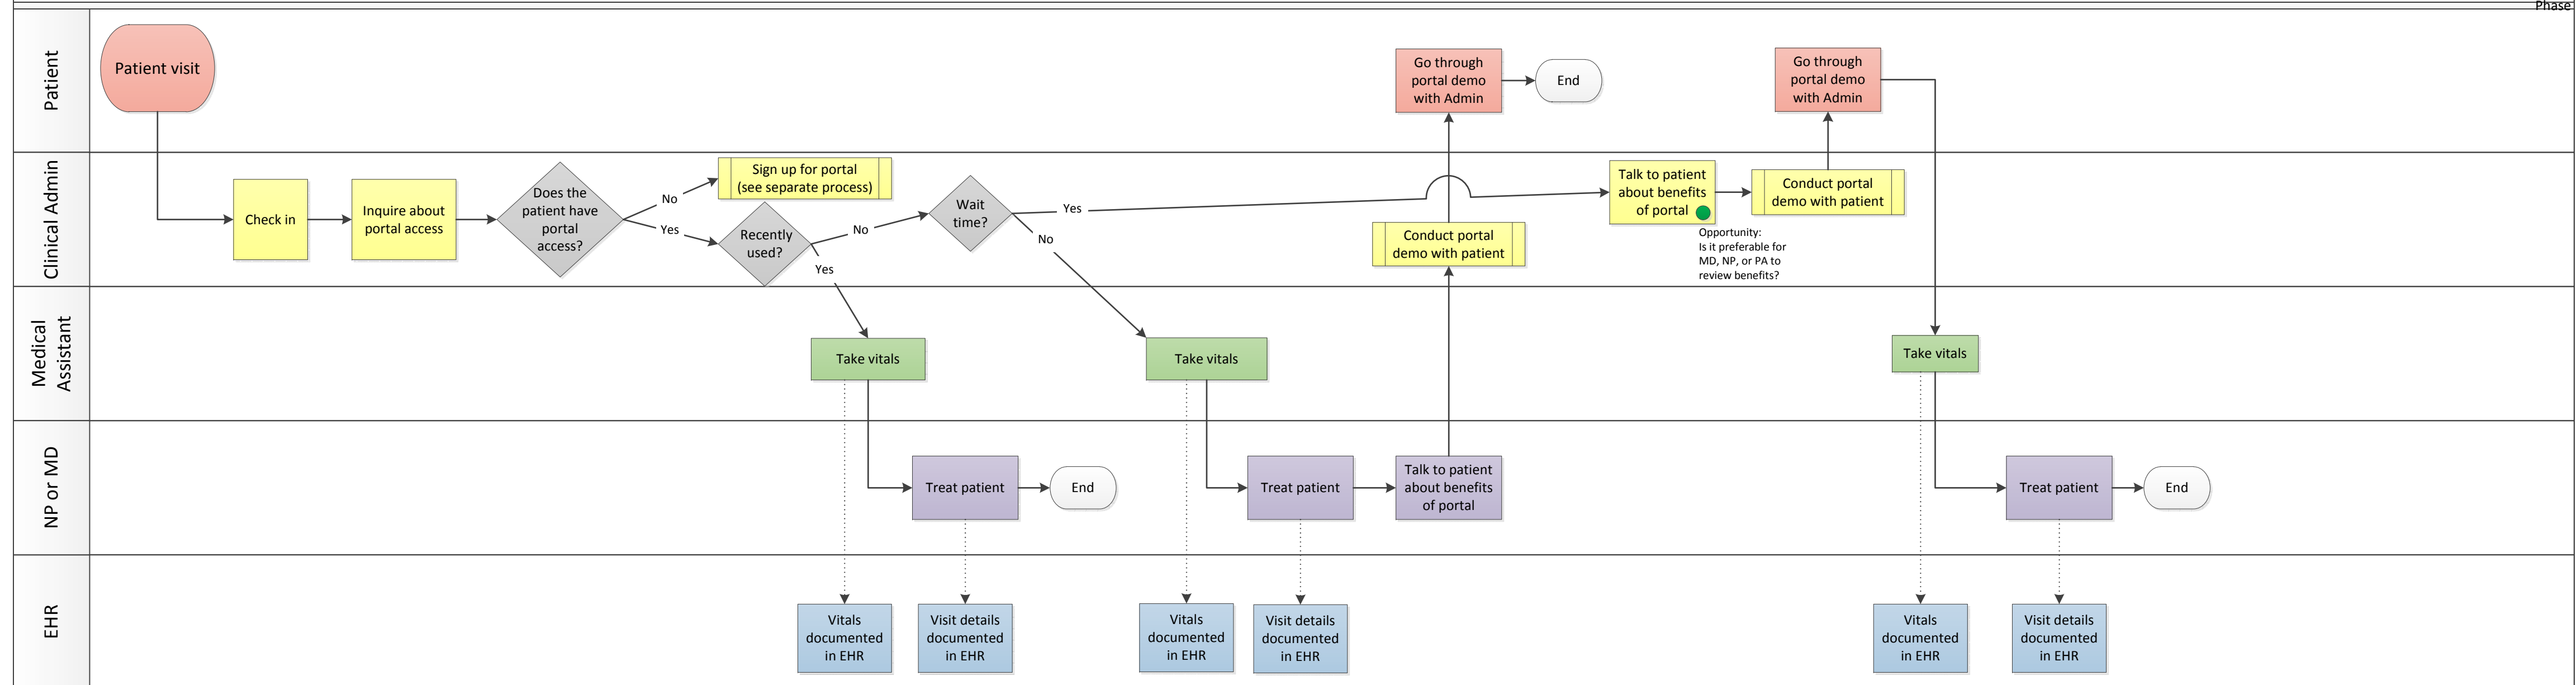 Phase
Patient
Patient visit
Go through
portal demo
with Admin
End
Go through
portal demo
with Admin
Clinical Admin
Check in
Inquire about
portal access
Does the
patient have
portal
access?
No
Yes
Sign up for portal
(see separate process)
Recently
used?
No
Yes
Wait
time?
Yes
No
Conduct portal
demo with patient
Talk to patient
about benefits
of portal
Opportunity:
Is it preferable for
MD, NP, or PA to
review benefits?
Conduct portal
demo with patient
Medical
Assistant
Take vitals
Take vitals
Take vitals
NP or MD
Treat patient
End
Treat patient
Talk to patient
about benefits
of portal
Treat patient
End
EHR
Vitals
documented
in EHR
Visit details
documented
in EHR
Vitals
documented
in EHR
Visit details
documented
in EHR
Vitals
documented
in EHR
Visit details
documented
in EHR